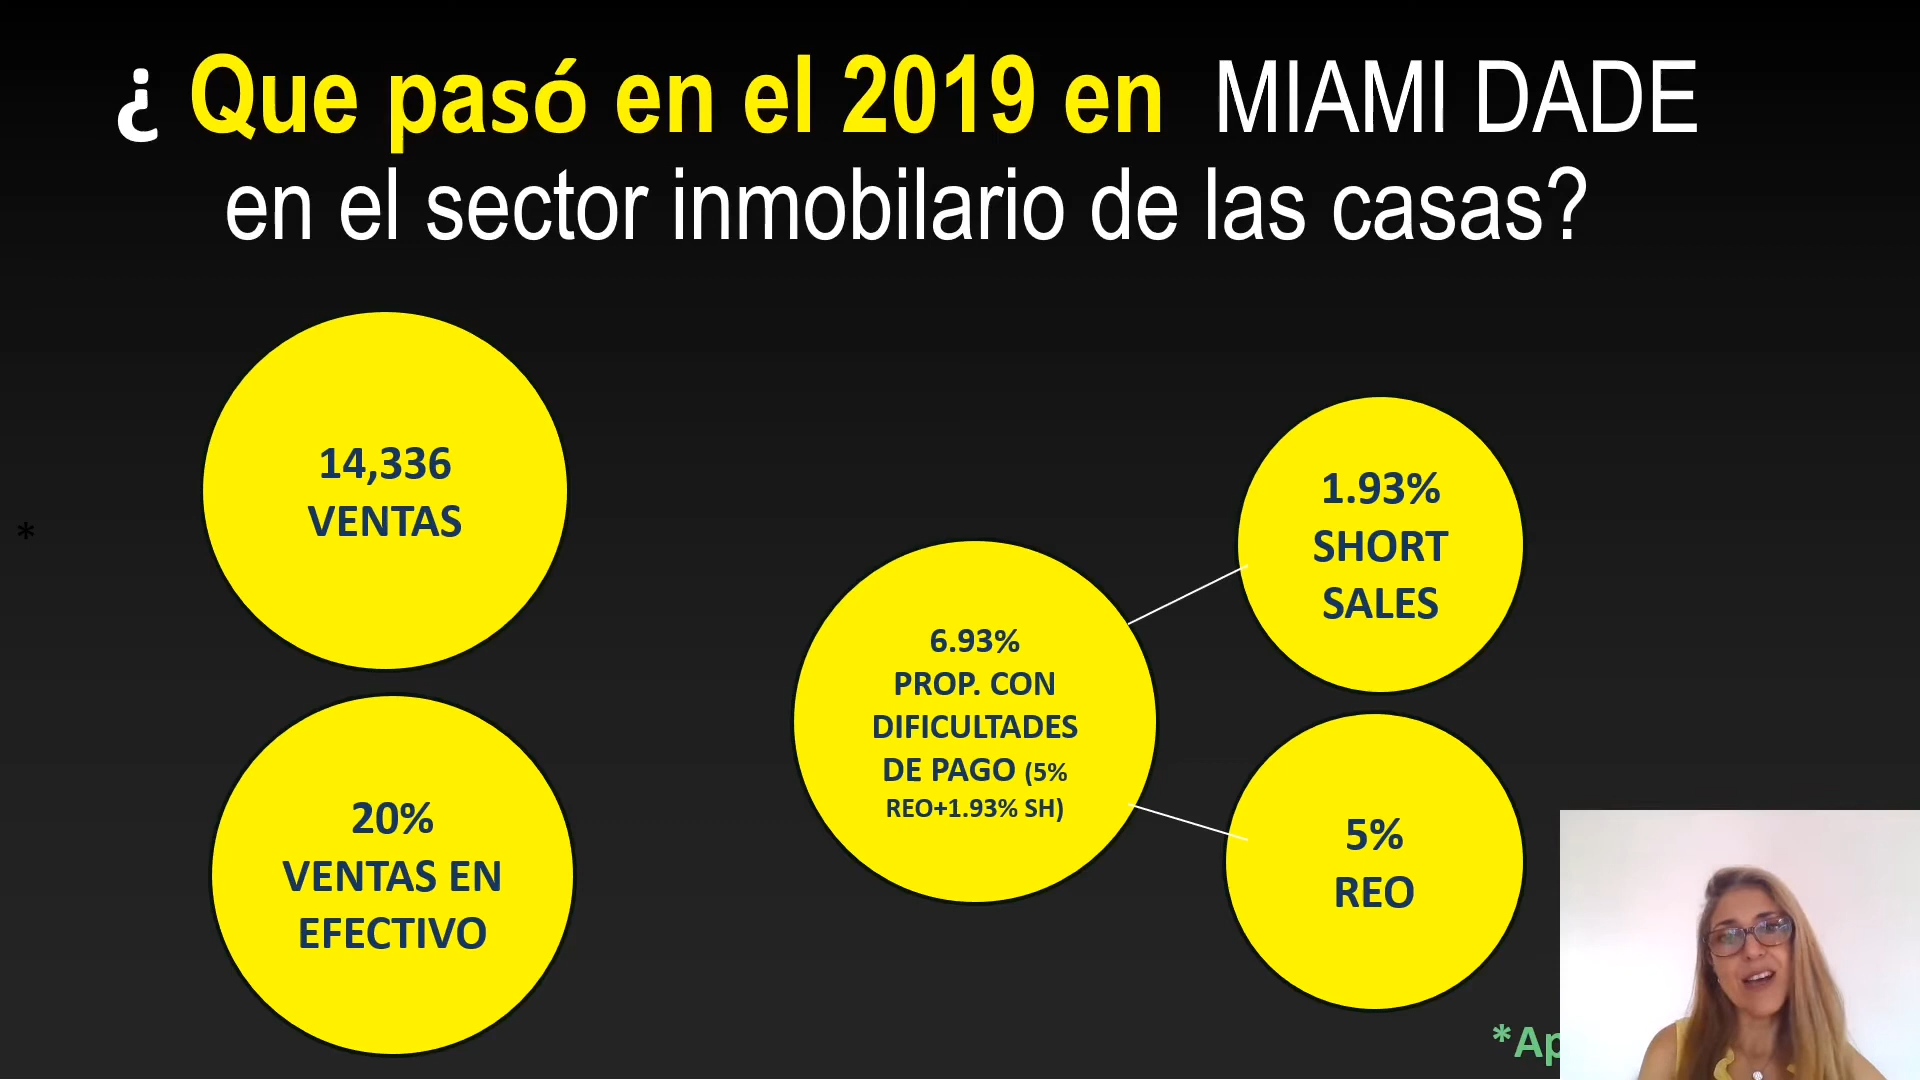 ¿ Que pasó en el 2019 en MIAMI DADE
en el sector inmobilario de las casas?
14,336
VENTAS
*
20%
VENTAS EN
EFECTIVO
6.93%
PROP. CON
DIFICULTADES
DE PAGO (5%
REO+1.93% SH)
1.93%
SHORT
SALES
5%
REO